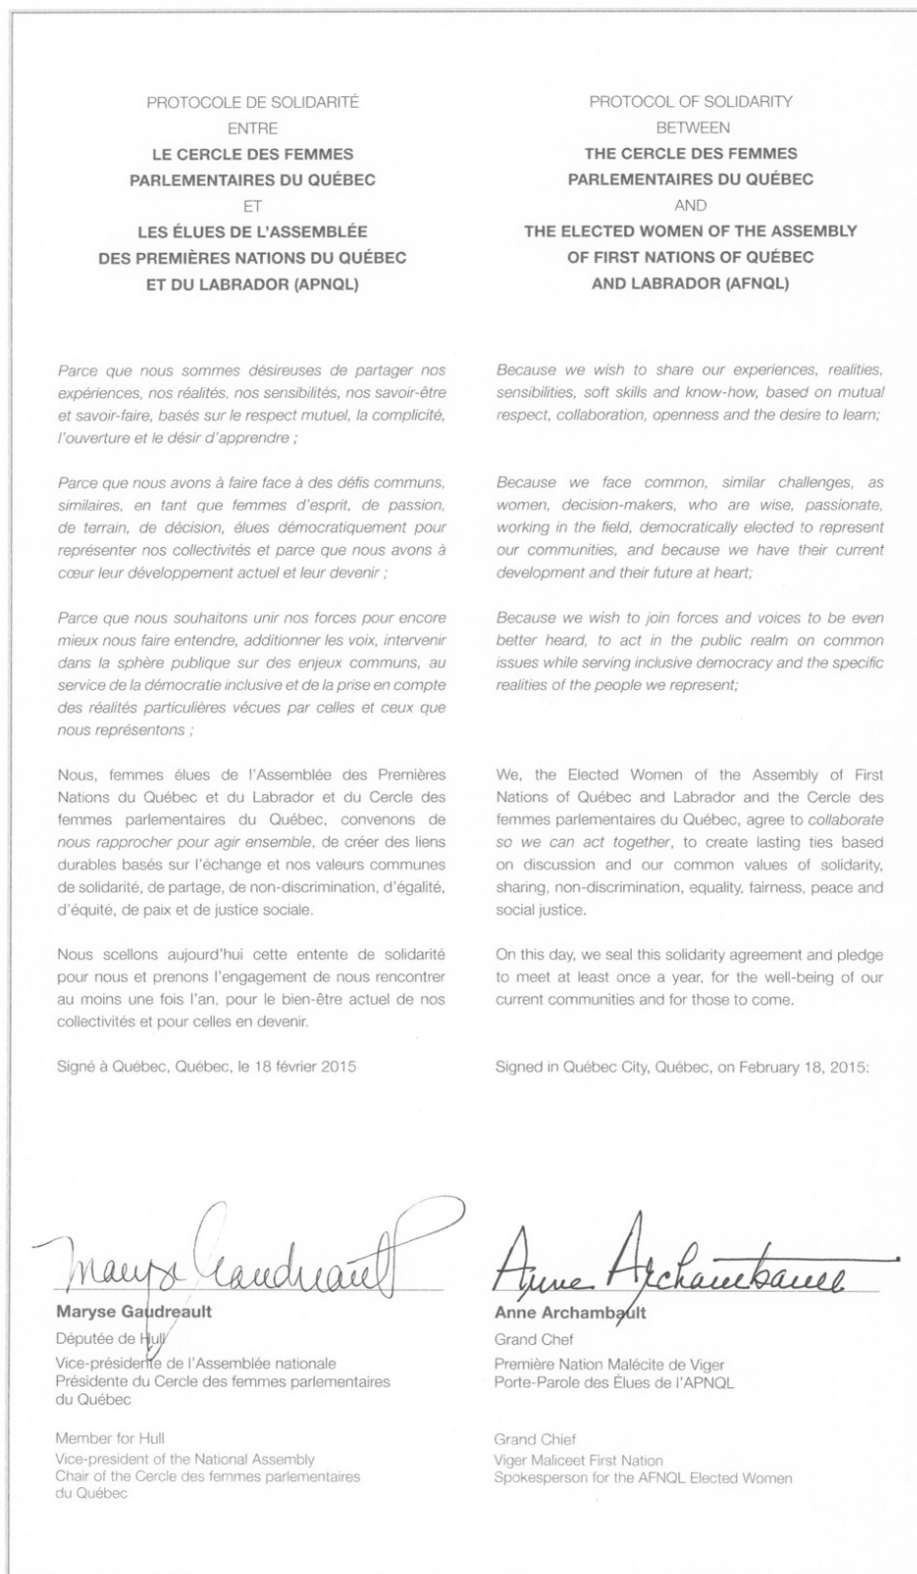 PROTOCOLE DE SOLIDARITÉ
ENTRE
LE CERCLE DES FEMMES
PARLEMENTAIRES DU QUÉBEC
ET
LES ÉLUES DE L'ASSEMBLÉE
DES PREMIÈRES NATIONS DU QUÉBEC
ET DU LABRADOR (APNQL)
Parce que nous sommes désireuses de partager nos
expériences, nos réalités, nos sensibilités, nos savoir-être
et savoir-faire, basés sur le respect mutuel, la complicité,
l'ouverture et le désir d'apprendre ;
Parce que nous avons à faire face à des défis communs,
similaires, en tant que femmes d'esprit, de passion,
de terrain, de décision, élues démocratiquement pour
représenter nos collectivités et parce que nous avons à
cœur leur développement actuel et leur devenir ;
Parce que nous souhaitons unir nos forces pour encore
mieux nous faire entendre, additionner les voix, intervenir
dans la sphère publique sur des enjeux communs, au
service de la démocratie inclusive et de la prise en compte
des réalités particulières vécues par celles et ceux que
nous représentons ;
Nous, femmes élues de l'Assemblée des Premières
Nations du Québec et du Labrador et du Cercle des
femmes parlementaires du Québec, convenons de
nous rapprocher pour agir ensemble, de créer des liens
durables basés sur l'échange et nos valeurs communes
de solidarité, de partage, de non-discrimination, d'égalité,
d'équité, de paix et de justice sociale.
Nous scellons aujourd'hui cette entente de solidarité
pour nous et prenons l'engagement de nous rencontrer
au moins une fois l'an, pour le bien-être actuel de nos
collectivités et pour celles en devenir.
Signé à Québec, Québec, le 18 février 2015
Maryse Gaudreault
Maryse Gaudreault
Députée de Hull
Vice-présidente de l'Assemblée nationale
Présidente du Cercle des femmes parlementaires
du Québec
Member for Hull
Vice-president of the National Assembly
Chair of the Cercle des femmes parlementaires
du Québec
PROTOCOL OF SOLIDARITY
BETWEEN
THE CERCLE DES FEMMES
PARLEMENTAIRES DU QUÉBEC
AND
THE ELECTED WOMEN OF THE ASSEMBLY
OF FIRST NATIONS OF QUÉBEC
AND LABRADOR (AFNQL)
Because we wish to share our experiences, realities,
sensibilities, soft skills and know-how, based on mutual
respect, collaboration, openness and the desire to learn;
Because we face common, similar challenges, as
women, decision-makers, who are wise, passionate,
working in the field, democratically elected to represent
our communities, and because we have their current
development and their future at heart;
Because we wish to join forces and voices to be even
better heard, to act in the public realm on common
issues while serving inclusive democracy and the specific
realities of the people we represent;
We, the Elected Women of the Assembly of First
Nations of Québec and Labrador and the Cercle des
femmes parlementaires du Québec, agree to collaborate
so we can act together, to create lasting ties based
on discussion and our common values of solidarity,
sharing, non-discrimination, equality, fairness, peace and
social justice.
On this day, we seal this solidarity agreement and pledge
to meet at least once a year, for the well-being of our
current communities and for those to come.
Signed in Québec City, Québec, on February 18, 2015:
Anne Archambault
Anne Archambault
Grand Chef
Première Nation Malécite de Viger
Porte-Parole des Élues de l'APNQL
Grand Chief
Viger Maliceet First Nation
Spokesperson for the AFNQL Elected Women